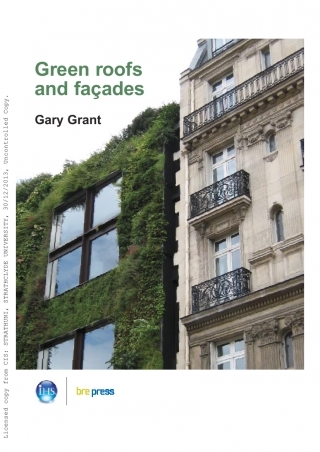 Green roofs
and façades
Gary Grant
IHS
brepress
Licensed copy from CIS: STRATHUNI, STRATHCLYDE UNIVERSITY, 30/12/2013, Uncontrolled Copy.